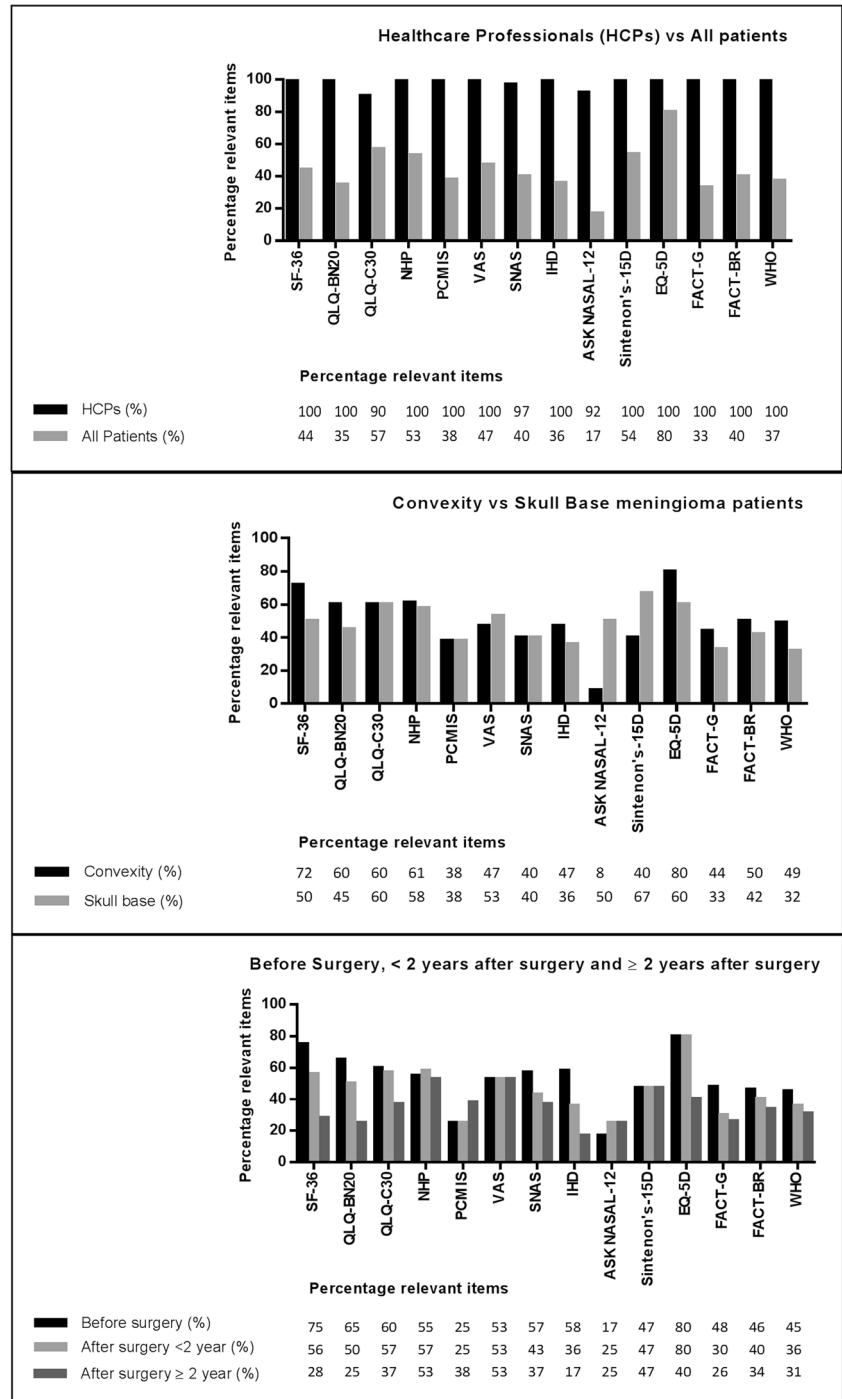 Healthcare Professionals (HCPs) vs All patients
Percentage relevant items
100
80
60
40
20
0
SF-36
QLQ-BN20
QLQ-C30
NHP
PCMIS
VAS
SNAS
IHD
ASK NASAL-12
Sintenon's-15D
EQ-5D
FACT-G
FACT-BR
WHO
Percentage relevant items
HCPs (%) 100 100 90 100 100 100 97 100 92 100 100 100 100 100
All Patients (%) 44 35 57 53 38 47 40 36 17 54 80 33 40 37
Convexity vs Skull Base meningioma patients
Percentage relevant items
100
80
60
40
20
0
SF-36
QLQ-BN20
QLQ-C30
NHP
PCMIS
VAS
SNAS
IHD
ASK NASAL-12
Sintenon's-15D
EQ-5D
FACT-G
FACT-BR
WHO
Percentage relevant items
Convexity (%) 72 60 60 61 38 47 40 47 8 40 80 44 50 49
Skull base (%) 50 45 60 58 38 53 40 36 50 67 60 33 42 32
Before Surgery, < 2 years after surgery and ≥ 2 years after surgery
Percentage relevant items
100
80
60
40
20
0
SF-36
QLQ-BN20
QLQ-C30
NHP
PCMIS
VAS
SNAS
IHD
ASK NASAL-12
Sintenon's-15D
EQ-5D
FACT-G
FACT-BR
WHO
Percentage relevant items
Before surgery (%) 75 65 60 55 25 53 57 58 17 47 80 48 46 45
After surgery <2 year (%) 56 50 57 57 25 53 43 36 25 47 80 30 40 36
After surgery ≥ 2 year (%) 28 25 37 53 38 53 37 17 25 47 40 26 34 31